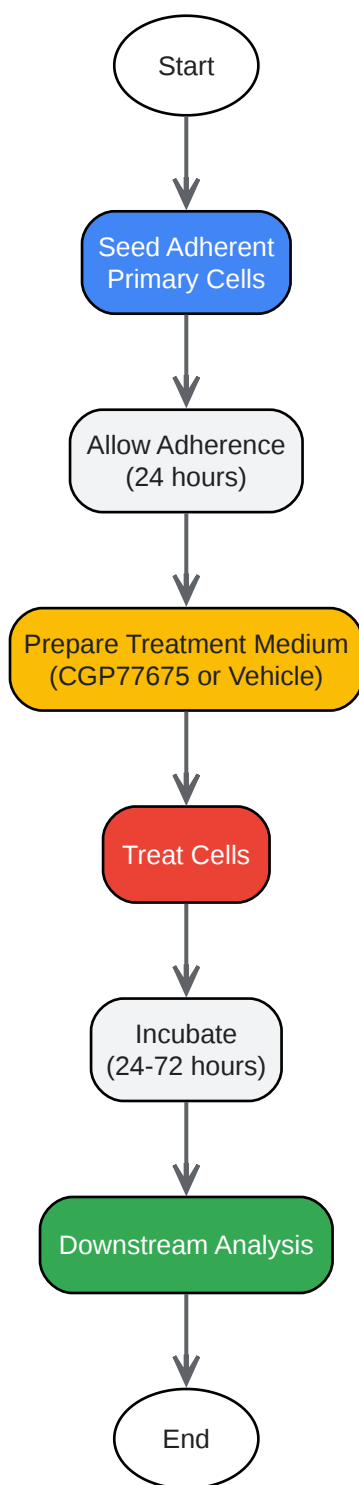 Start
Seed Adherent
Primary Cells
Allow Adherence
(24 hours)
Prepare Treatment Medium
(CGP77675 or Vehicle)
Treat Cells
Incubate
(24-72 hours)
Downstream Analysis
End